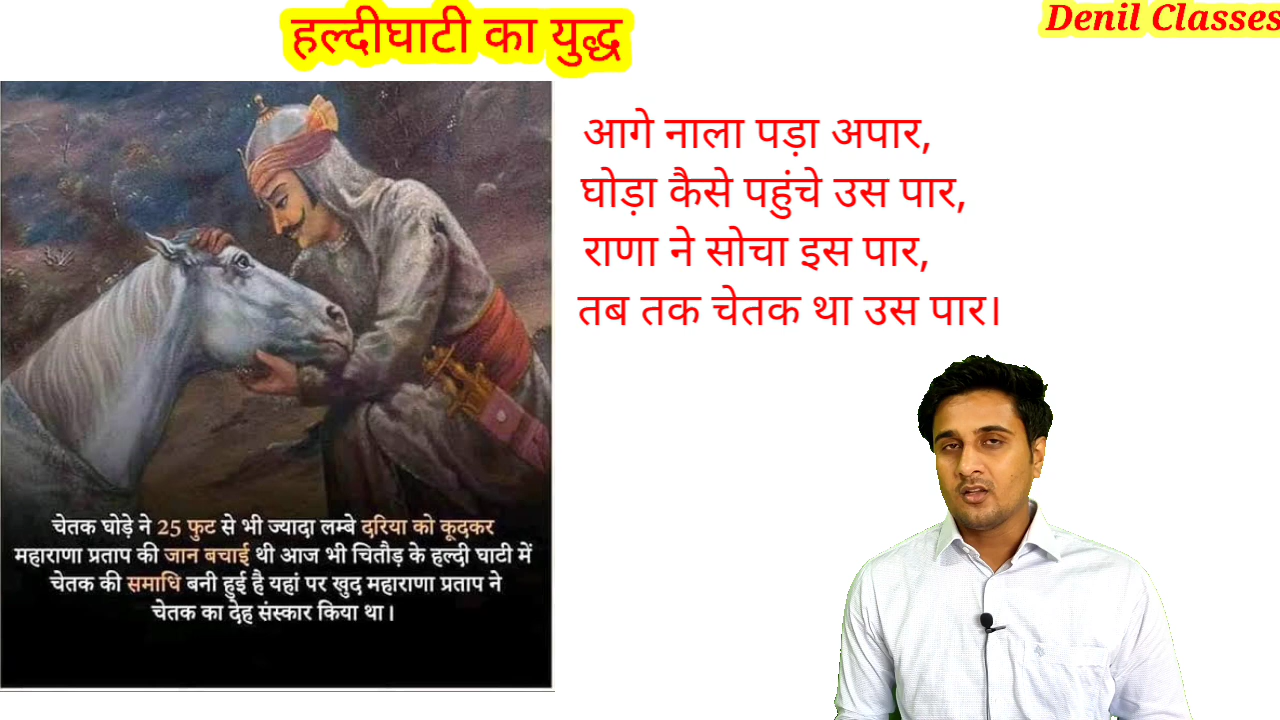 हल्दीघाटी का युद्ध
Denil Classes
आगे नाला पड़ा अपार,
घोड़ा कैसे पहुंचे उस पार,
राणा ने सोचा इस पार,
तब तक चेतक था उस पार।
चेतक घोड़े ने 25 फुट से भी ज्यादा लम्बे दरिया को कूदकर
महाराणा प्रताप की जान बचाई थी आज भी चितौड़ के हल्दी घाटी में
चेतक की समाधि बनी हुई है यहां पर खुद महाराणा प्रताप ने
चेतक का देह संस्कार किया था।